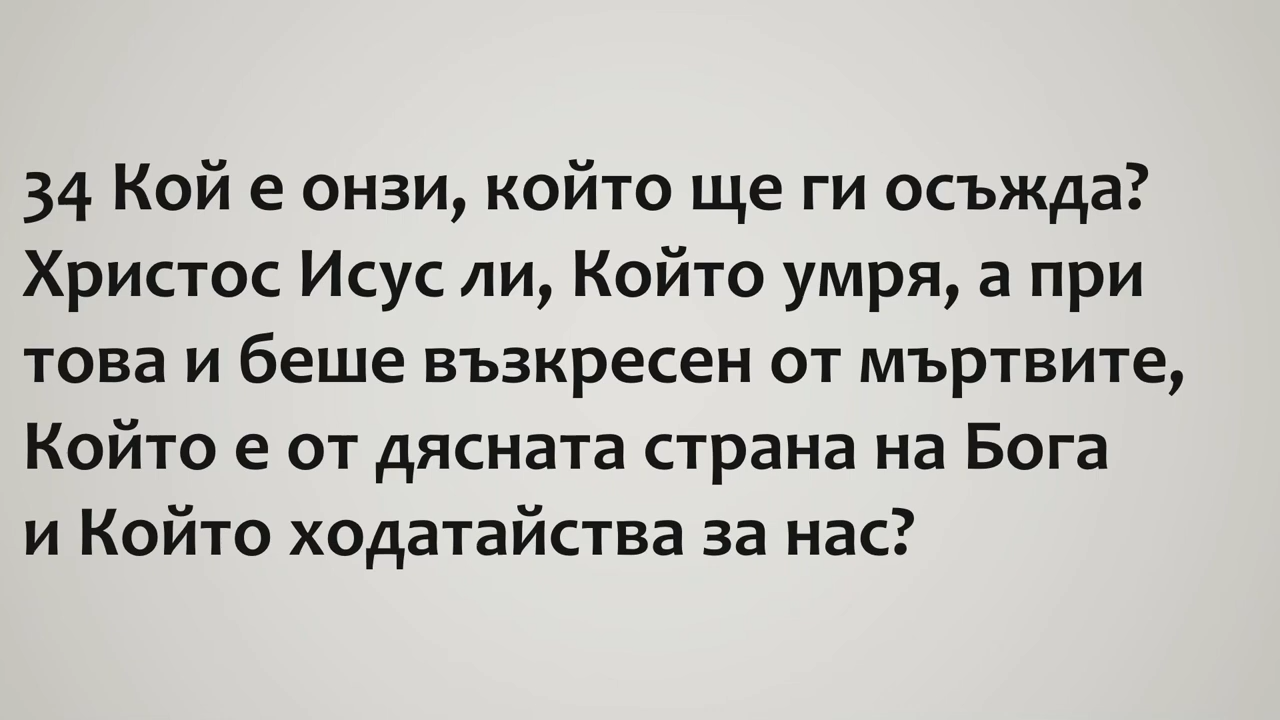 34 Кой е онзи, който ще ги осъжда?
Христос Исус ли, Който умря, а при
това и беше възкресен от мъртвите,
Който е от дясната страна на Бога
и Който ходатайства за нас?